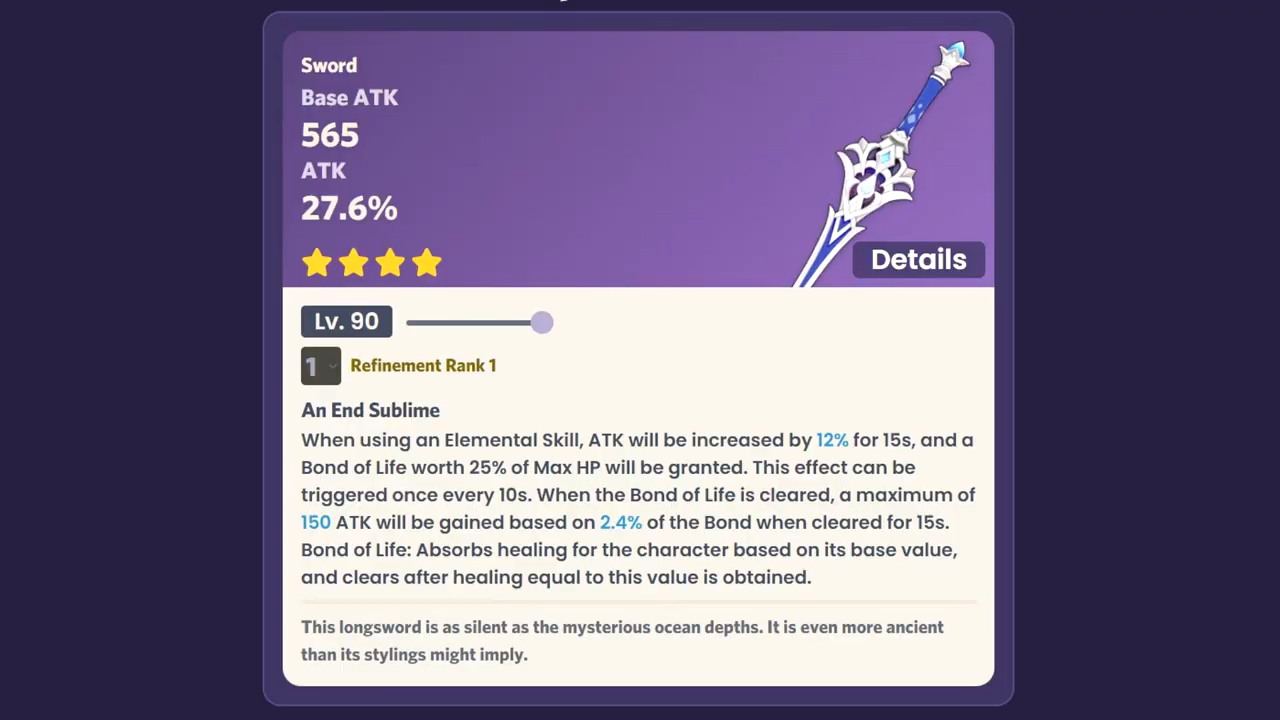 Sword
Base ATK
565
ATK
27.6%
Details
Lv. 90
1
Refinement Rank 1
An End Sublime
When using an Elemental Skill, ATK will be increased by 12% for 15s, and a
Bond of Life worth 25% of Max HP will be granted. This effect can be
triggered once every 10s. When the Bond of Life is cleared, a maximum of
150 ATK will be gained based on 2.4% of the Bond when cleared for 15s.
Bond of Life: Absorbs healing for the character based on its base value,
and clears after healing equal to this value is obtained.
This longsword is as silent as the mysterious ocean depths. It is even more ancient
than its stylings might imply.